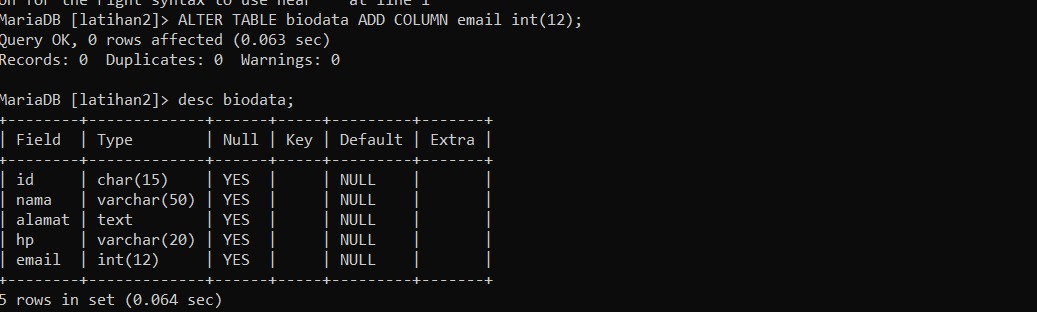 on for the right syntax to use near '' at line 1
MariaDB [latihan2]> ALTER TABLE biodata ADD COLUMN email int(12);
Query OK, 0 rows affected (0.063 sec)
Records: 0  Duplicates: 0  Warnings: 0
MariaDB [latihan2]> desc biodata;
+---------+-------------+------+-----+---------+-------+
| Field  | Type        | Null | Key | Default | Extra |
+---------+-------------+------+-----+---------+-------+
| id     | char(15)    | YES  |     | NULL    |       |
| nama   | varchar(50) | YES  |     | NULL    |       |
| alamat | text        | YES  |     | NULL    |       |
| hp     | varchar(20) | YES  |     | NULL    |       |
| email  | int(12)     | YES  |     | NULL    |       |
+---------+-------------+------+-----+---------+-------+
5 rows in set (0.064 sec)